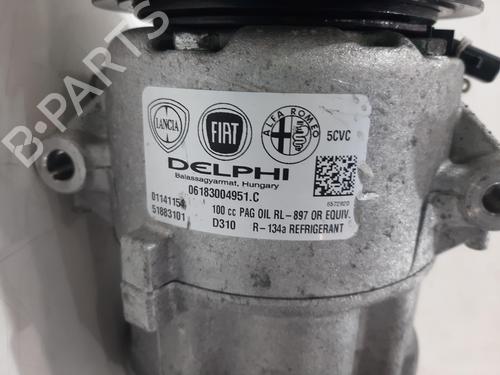 B-PARTS
LANCIA FIAT ALFA ROMEO 5CVC
DELPHI
Balassagyarmat, Hungary
06183004951.C
01141154 100 cc PAG OIL RL-897 OR EQUIV.
51883101 D310 R-134a REFRIGERANT